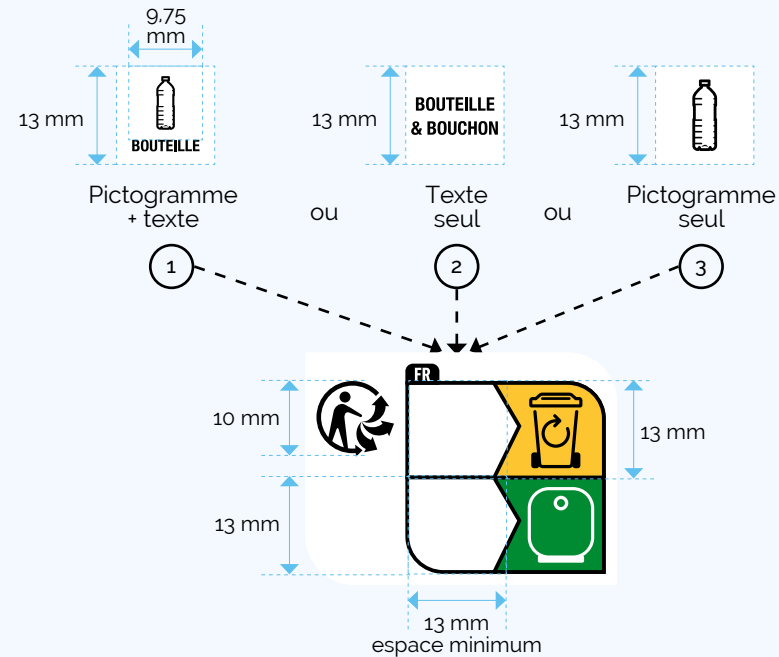 9.75
mm
13 mm
BOUTEILLE
13 mm
BOUTEILLE
& BOUCHON
13 mm
Pictogramme
+ texte
ou
Texte
seul
ou
Pictogramme
seul
1
2
3
FR
10 mm
13 mm
13 mm
13 mm
espace minimum